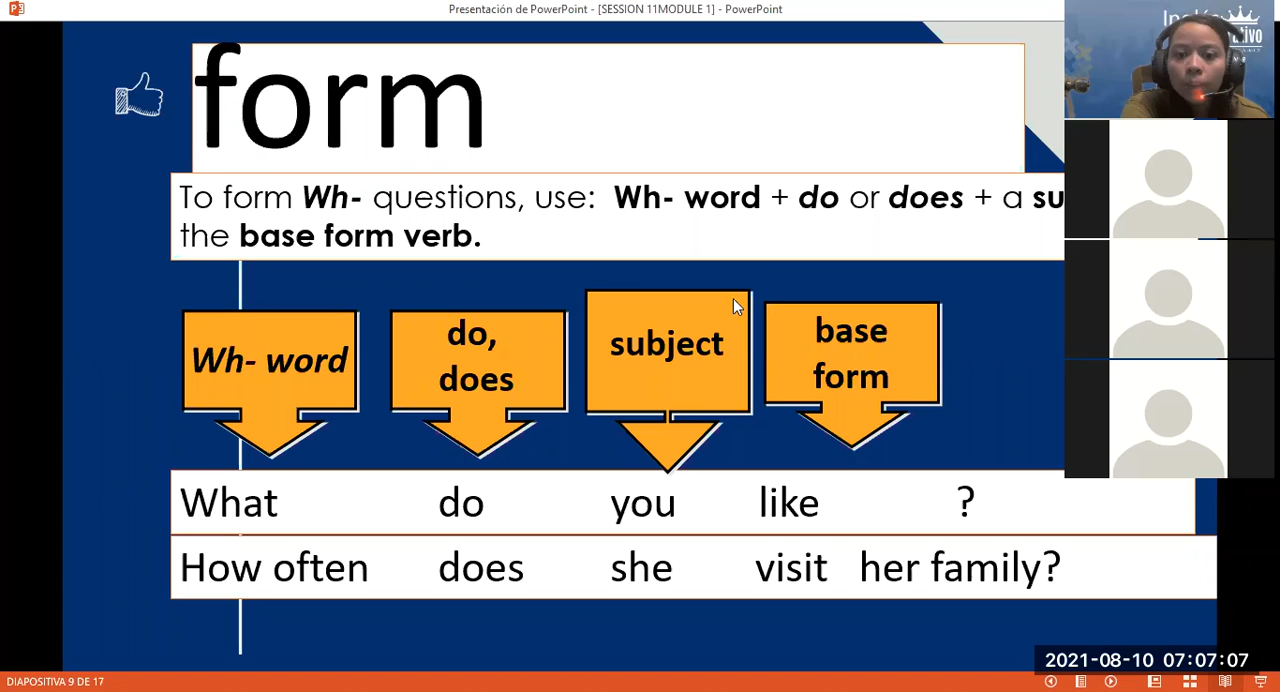 Presentación de PowerPoint - [SESSION 11MODULE 1] - PowerPoint
form
To form Wh- questions, use: Wh- word + do or does + a su
the base form verb.
Wh- word
do,
does
subject
base
form
What do you like ?
How often does she visit her family?
2021-08-10 07:07:07
DIAPOSITIVA 9 DE 17